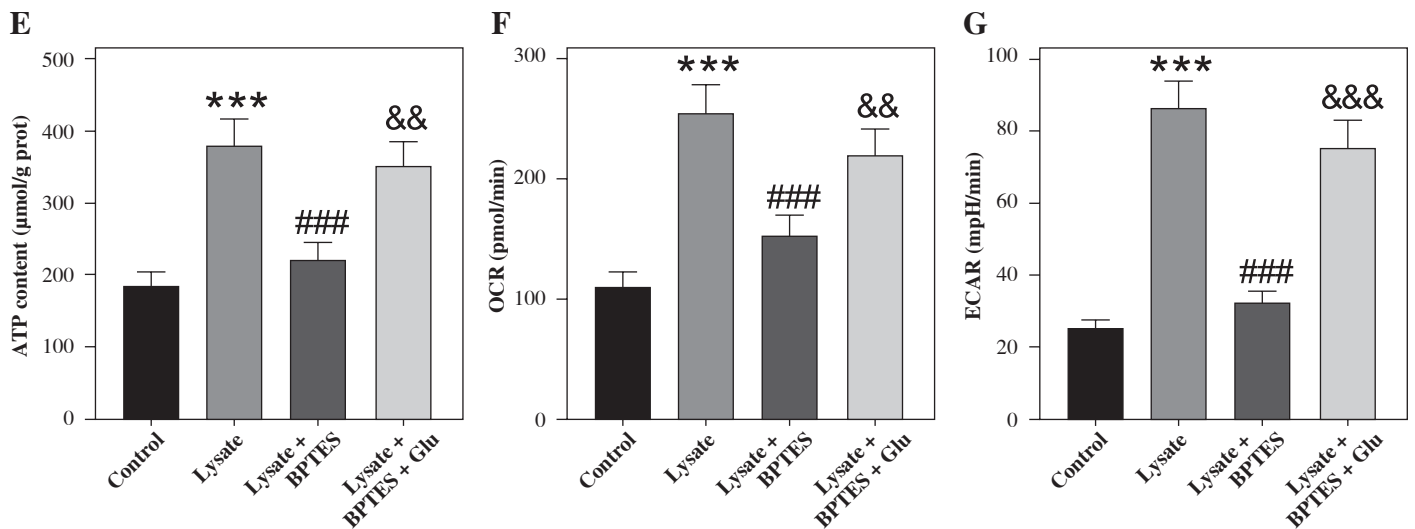 E
ATP content (μmol/g prot)
500
400
300
200
100
0
***
###
&&
Control
Lysate
Lysate +
BPTES
Lysate +
BPTES + Glu
F
OCR (pmol/min)
300
200
100
0
***
###
&&
Control
Lysate
Lysate +
BPTES
Lysate +
BPTES + Glu
G
ECAR (mpH/min)
100
80
60
40
20
0
***
###
&&&
Control
Lysate
Lysate +
BPTES
Lysate +
BPTES + Glu